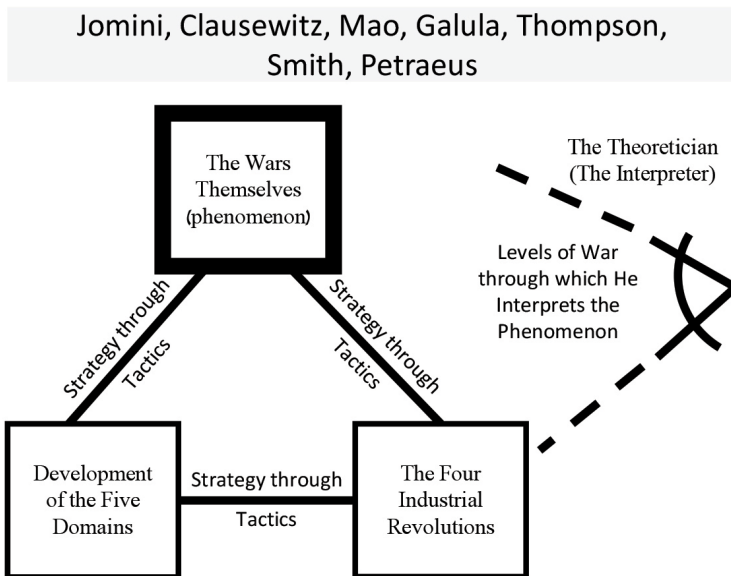 Jomini, Clausewitz, Mao, Galula, Thompson,
Smith, Petraeus
The Wars
Themselves
(phenomenon)
The Theoretician
(The Interpreter)
Levels of War
through which He
Interprets the
Phenomenon
Strategy through
Tactics
Strategy through
Tactics
Development
of the Five
Domains
Strategy through
Tactics
The Four
Industrial
Revolutions